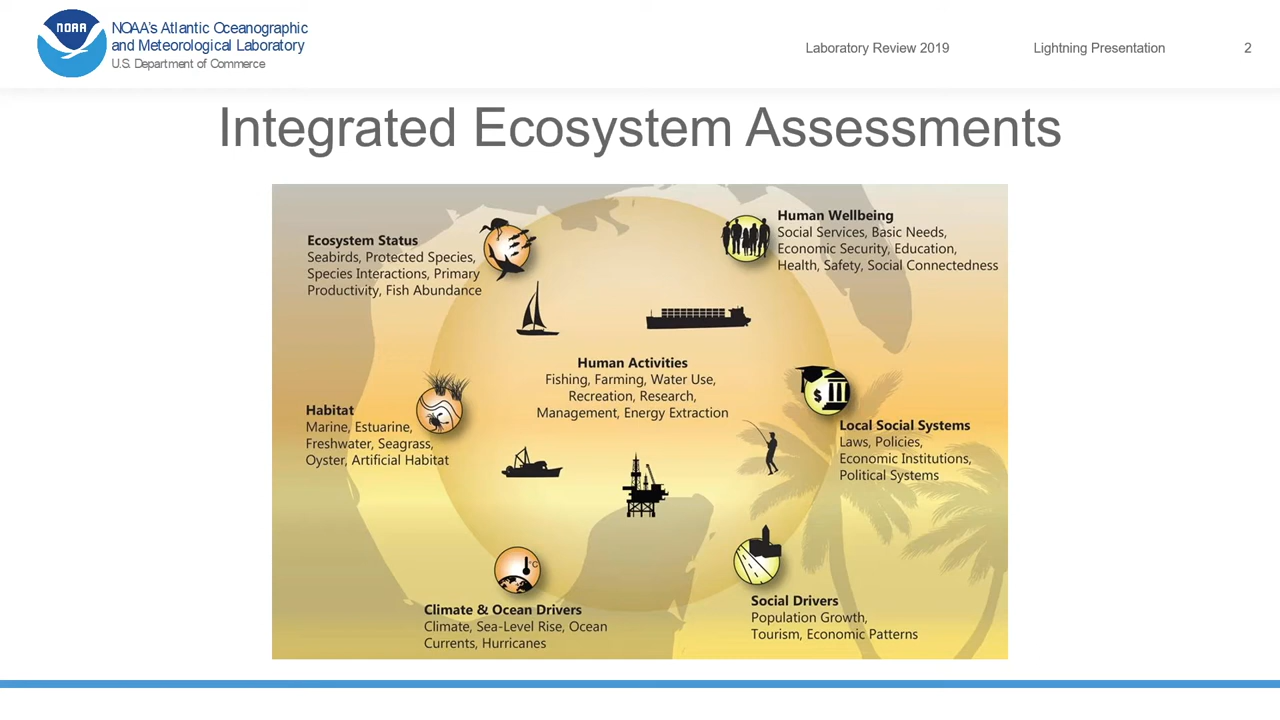 NOAA
NOAA's Atlantic Oceanographic
and Meteorological Laboratory
U.S. Department of Commerce
Laboratory Review 2019
Lightning Presentation
2
Integrated Ecosystem Assessments
Ecosystem Status
Seabirds, Protected Species,
Species Interactions, Primary
Productivity, Fish Abundance
Human Wellbeing
Social Services, Basic Needs,
Economic Security, Education,
Health, Safety, Social Connectedness
Human Activities
Fishing, Farming, Water Use,
Recreation, Research,
Management, Energy Extraction
Habitat
Marine, Estuarine,
Freshwater, Seagrass,
Oyster, Artificial Habitat
$
Local Social Systems
Laws, Policies,
Economic Institutions,
Political Systems
°C
Climate & Ocean Drivers
Climate, Sea-Level Rise, Ocean
Currents, Hurricanes
Social Drivers
Population Growth,
Tourism, Economic Patterns